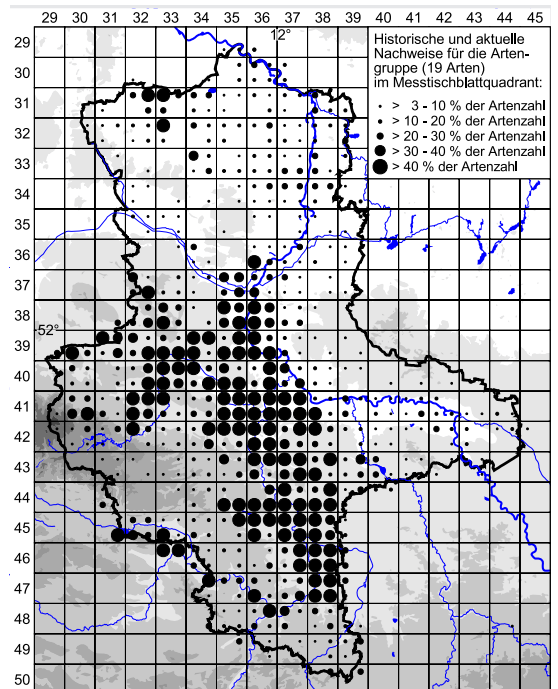 12°
29 30 31 32 33 34 35 36 37 38 39 40 41 42 43 44 45
29
30
31
32
33
34
35
36
37
38
52°
39
40
41
42
43
44
45
46
47
48
49
50
Historische und aktuelle
Nachweise für die Arten-
gruppe (19 Arten)
im Messtischblattquadrant:
> 3 - 10 % der Artenzahl
> 10 - 20 % der Artenzahl
> 20 - 30 % der Artenzahl
> 30 - 40 % der Artenzahl
> 40 % der Artenzahl